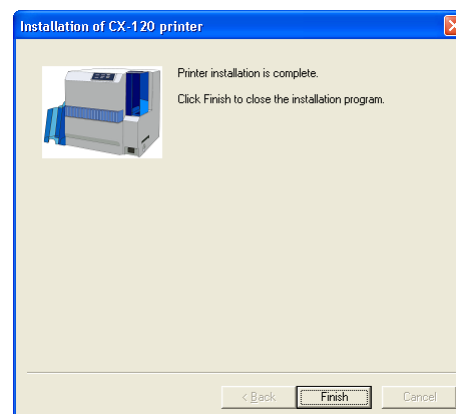 Installation of CX-120 printer
Printer installation is complete.
Click Finish to close the installation program.
< Back
Finish
Cancel